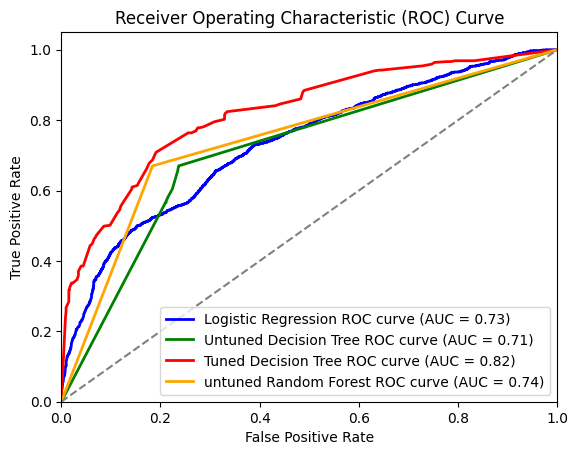 Receiver Operating Characteristic (ROC) Curve
True Positive Rate
1.0
0.8
0.6
0.4
0.2
0.0
Logistic Regression ROC curve (AUC = 0.73)
Untuned Decision Tree ROC curve (AUC = 0.71)
Tuned Decision Tree ROC curve (AUC = 0.82)
untuned Random Forest ROC curve (AUC = 0.74)
0.0 0.2 0.4 0.6 0.8 1.0
False Positive Rate